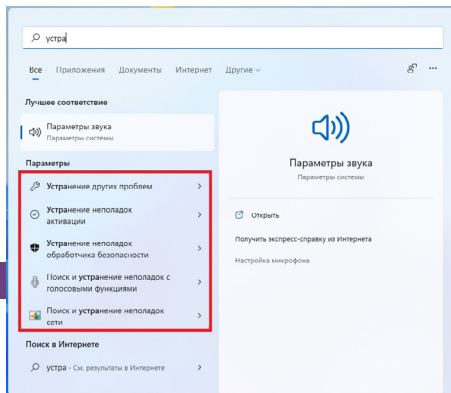 устра
Все Приложения Документы Интернет Другие
Лучшее соответствие
Параметры звука
Параметры системы
Параметры
Устранение других проблем
Устранение неполадок
активации
Устранение неполадок
обработчика безопасности
Поиск и устранение неполадок с
голосовыми функциями
Поиск и устранение неполадок
сети
Поиск в Интернете
устра - См. результаты в Интернете
Параметры звука
Параметры системы
Открыть
Получить экспресс-справку из Интернета
Настройка микрофона